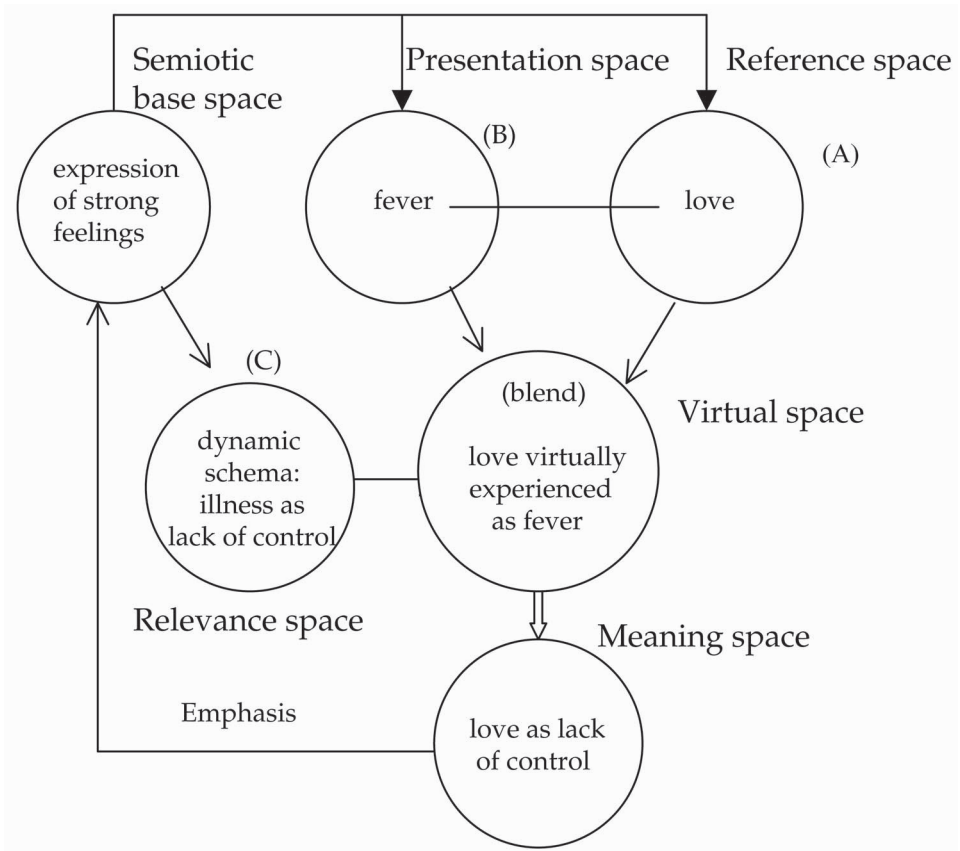 Semiotic
base space
Presentation space
Reference space
(B)
(A)
expression
of strong
feelings
fever
love
(C)
dynamic
schema:
illness as
lack of control
(blend)
love virtually
experienced
as fever
Virtual space
Relevance space
Meaning space
Emphasis
love as lack
of control